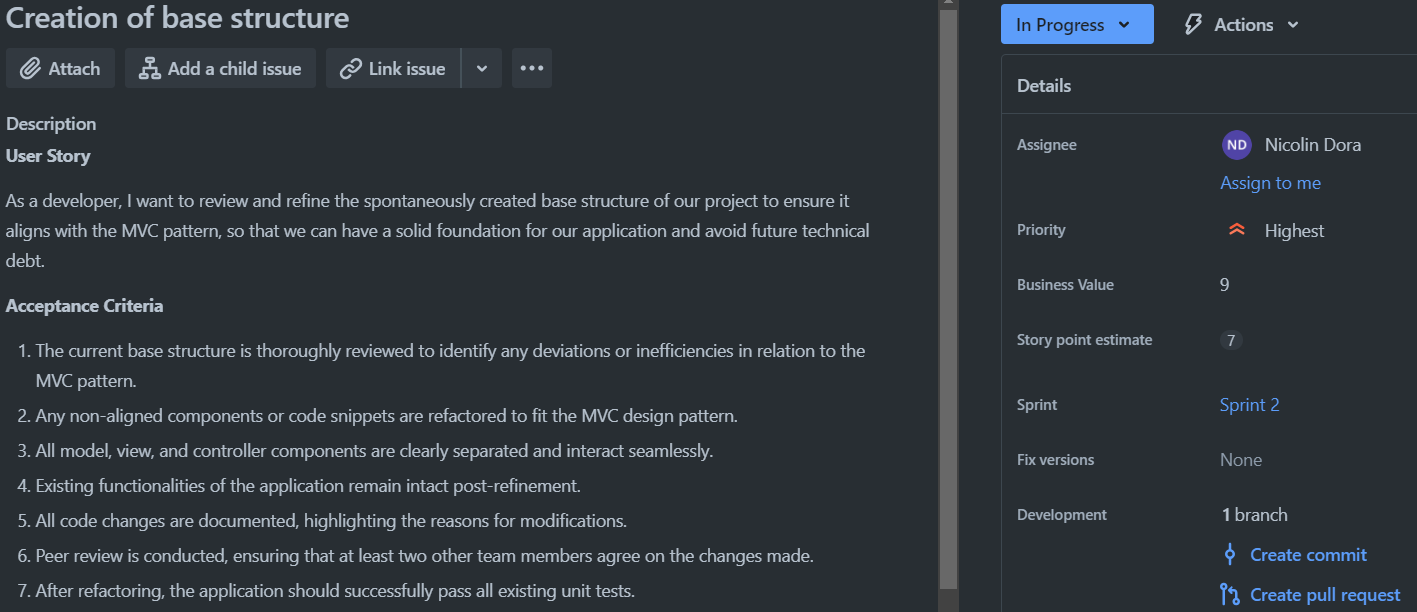 Creation of base structure
Attach
Add a child issue
Link issue
Description
User Story
As a developer, I want to review and refine the spontaneously created base structure of our project to ensure it
aligns with the MVC pattern, so that we can have a solid foundation for our application and avoid future technical
debt.
Acceptance Criteria
1. The current base structure is thoroughly reviewed to identify any deviations or inefficiencies in relation to the
MVC pattern.
2. Any non-aligned components or code snippets are refactored to fit the MVC design pattern.
3. All model, view, and controller components are clearly separated and interact seamlessly.
4. Existing functionalities of the application remain intact post-refinement.
5. All code changes are documented, highlighting the reasons for modifications.
6. Peer review is conducted, ensuring that at least two other team members agree on the changes made.
7. After refactoring, the application should successfully pass all existing unit tests.
In Progress
Actions
Details
Assignee
ND Nicolin Dora
Assign to me
Priority
Highest
Business Value
9
Story point estimate
7
Sprint
Sprint 2
Fix versions
None
Development
1 branch
Create commit
Create pull request